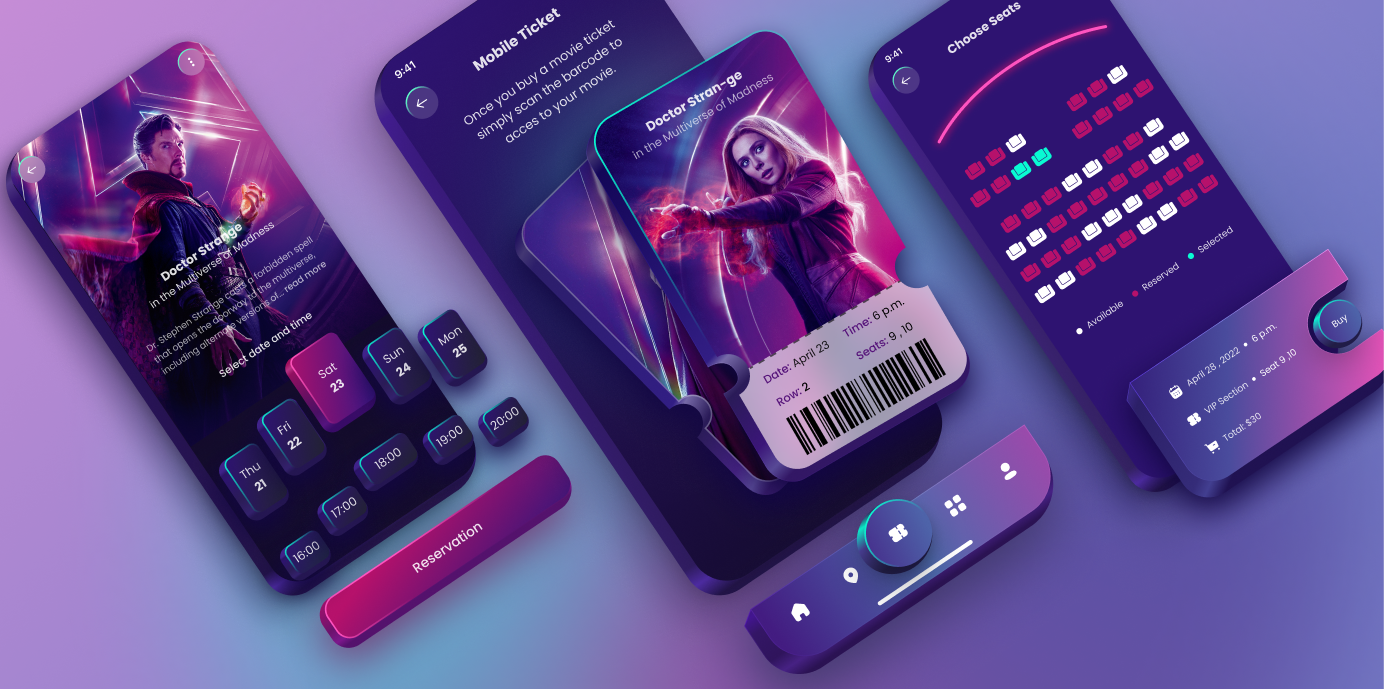 Doctor Strange
in the Multiverse of Madness
Dr. Stephen Strange casts a forbidden spell
that opens the doorway to the multiverse,
including alternate versions of... read more
Select date and time
Thu
21
Fri
22
Sat
23
Sun
24
Mon
25
16:00
17:00
18:00
19:00
20:00
Reservation
9:41
Mobile Ticket
Once you buy a movie ticket
simply scan the barcode to
acces to your movie.
Doctor Stran-ge
in the Multiverse of Madness
Date: April 23
Time: 6 p.m.
Row: 2
Seats: 9, 10
9:41
Choose Seats
Available
Reserved
Selected
April 28, 2022 • 6 p.m.
VIP Section • Seat 9 ,10
Total: $30
Buy